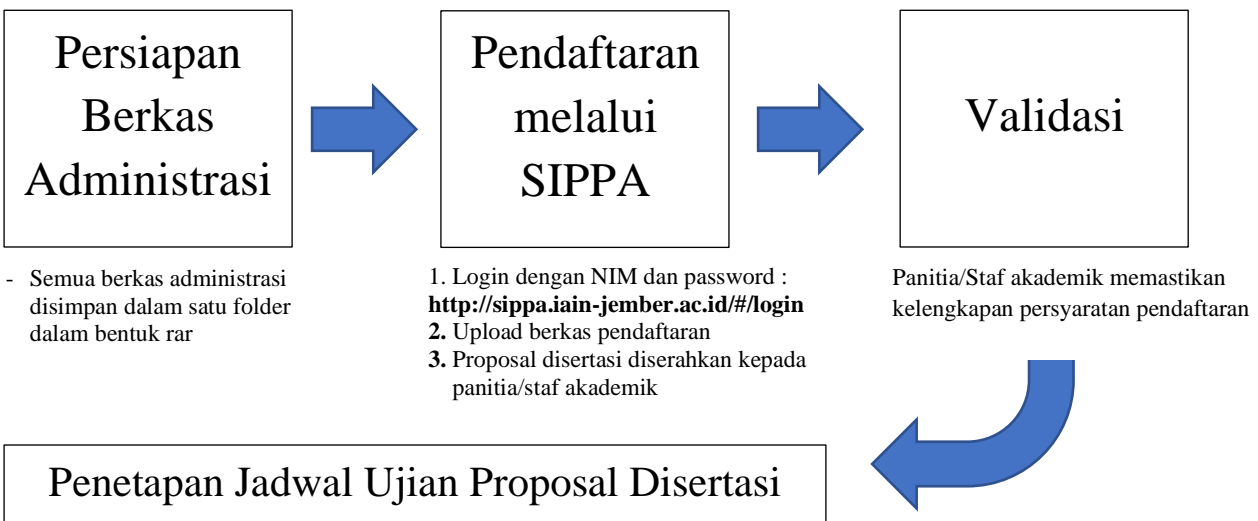 Persiapan
Berkas
Administrasi
Pendaftaran
melalui
SIPPA
Validasi
- Semua berkas administrasi
disimpan dalam satu folder
dalam bentuk rar
1. Login dengan NIM dan password :
http://sippa.iain-jember.ac.id/#/login
2. Upload berkas pendaftaran
3. Proposal disertasi diserahkan kepada
panitia/staf akademik
Panitia/Staf akademik memastikan
kelengkapan persyaratan pendaftaran
Penetapan Jadwal Ujian Proposal Disertasi